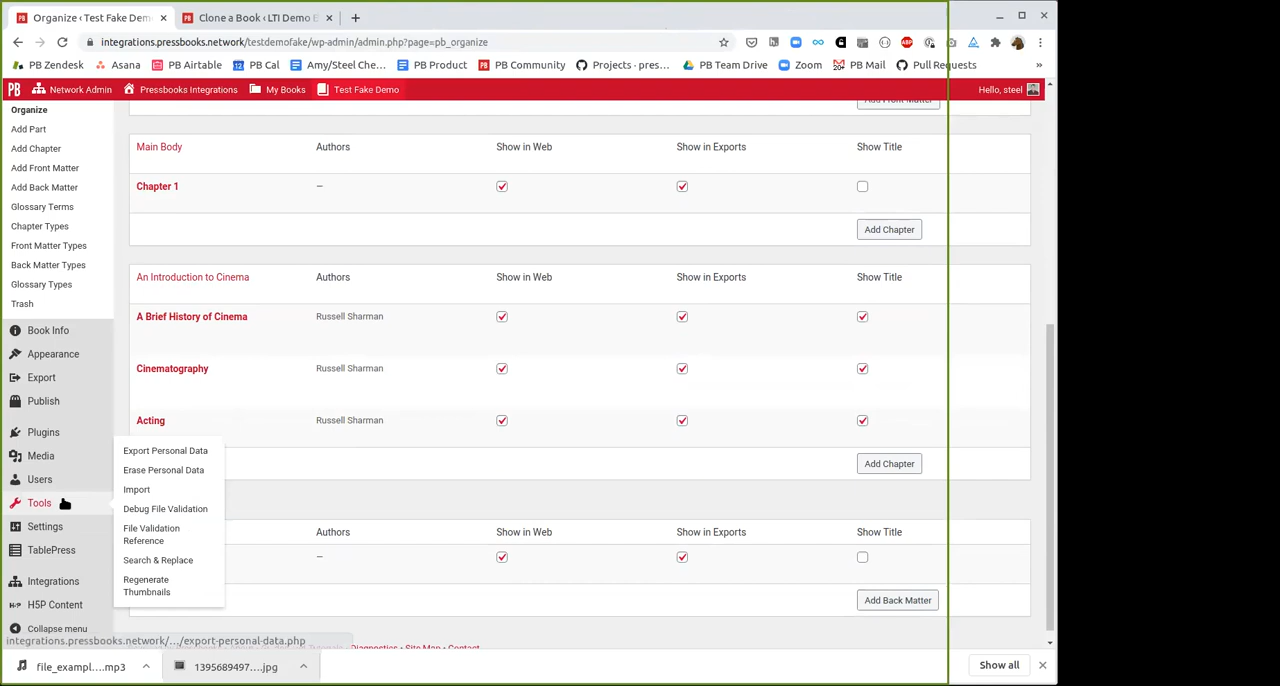 Organize ‹ Test Fake Dem
Clone a Book ‹ LTI Demo
integrations.pressbooks.network/testdemofake/wp-admin/admin.php?page=pb_organize
PB Zendesk
Asana
PB Airtable
PB Cal
Amy/Steel Che...
PB Product
PB Community
Projects · pres...
PB Team Drive
Zoom
PB Mail
Pull Requests
»
PB
Network Admin
Pressbooks Integrations
My Books
Test Fake Demo
Hello, steel
Organize
Add Part
Add Chapter
Add Front Matter
Add Back Matter
Glossary Terms
Chapter Types
Front Matter Types
Back Matter Types
Glossary Types
Trash
Book Info
Appearance
Export
Publish
Plugins
Media
Users
Tools
Settings
TablePress
Integrations
H5P Content
Collapse menu
Export Personal Data
Erase Personal Data
Import
Debug File Validation
File Validation
Reference
Search & Replace
Regenerate
Thumbnails
Add Front Matter
Main Body Authors Show in Web Show in Exports Show Title
Chapter 1 —
Add Chapter
An Introduction to Cinema Authors Show in Web Show in Exports Show Title
A Brief History of Cinema Russell Sharman
Cinematography Russell Sharman
Acting Russell Sharman
Add Chapter
Authors Show in Web Show in Exports Show Title
—
Add Back Matter
Diagnostics • Site Map • Contact
integrations.pressbooks.network/.../export-personal-data.php
file_exampl....mp3
1395689497....jpg
Show all